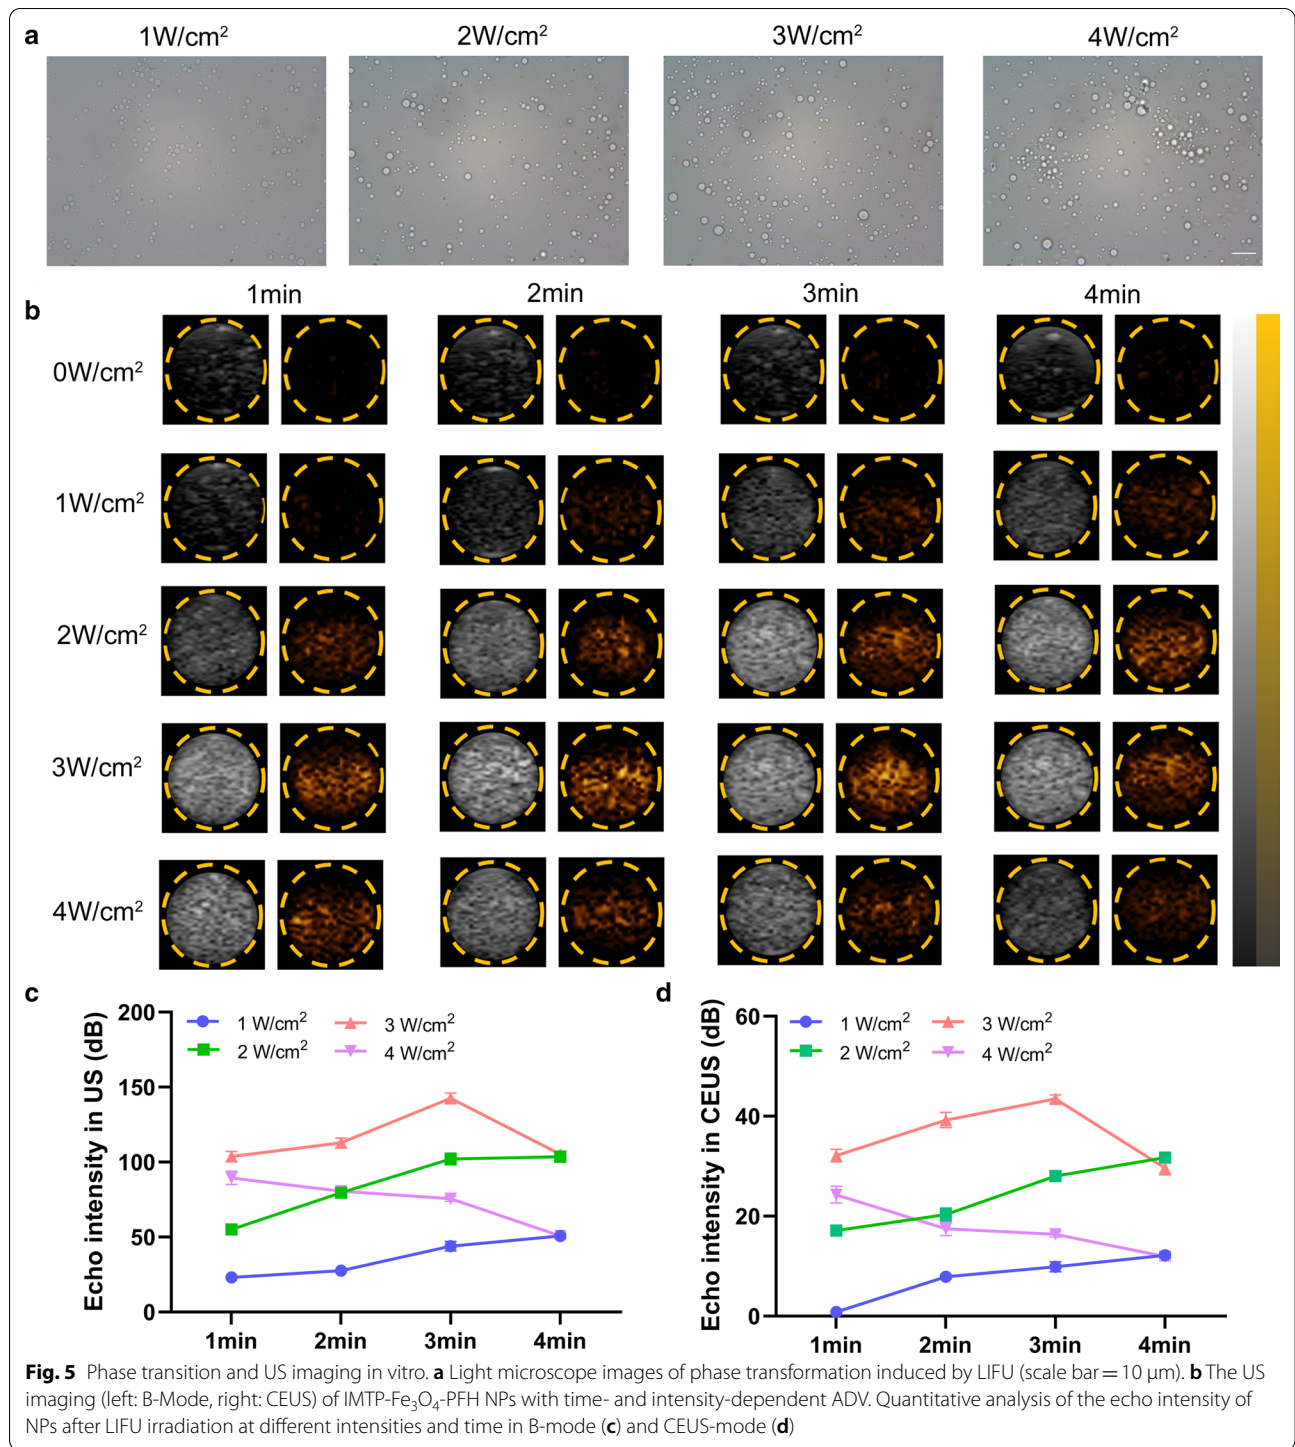 a
1W/cm²
2W/cm²
3W/cm²
4W/cm²
b
1min
2min
3min
4min
0W/cm²
1W/cm²
2W/cm²
3W/cm²
4W/cm²
c
Echo intensity in US (dB)
200
150
100
50
0
1 W/cm²
2 W/cm²
3 W/cm²
4 W/cm²
1min
2min
3min
4min
d
Echo intensity in CEUS (dB)
60
40
20
0
1 W/cm²
2 W/cm²
3 W/cm²
4 W/cm²
1min
2min
3min
4min
Fig. 5 Phase transition and US imaging in vitro. a Light microscope images of phase transformation induced by LIFU (scale bar = 10 μm). b The US
imaging (left: B-Mode, right: CEUS) of IMTP-Fe₃O₄-PFH NPs with time- and intensity-dependent ADV. Quantitative analysis of the echo intensity of
NPs after LIFU irradiation at different intensities and time in B-mode (c) and CEUS-mode (d)